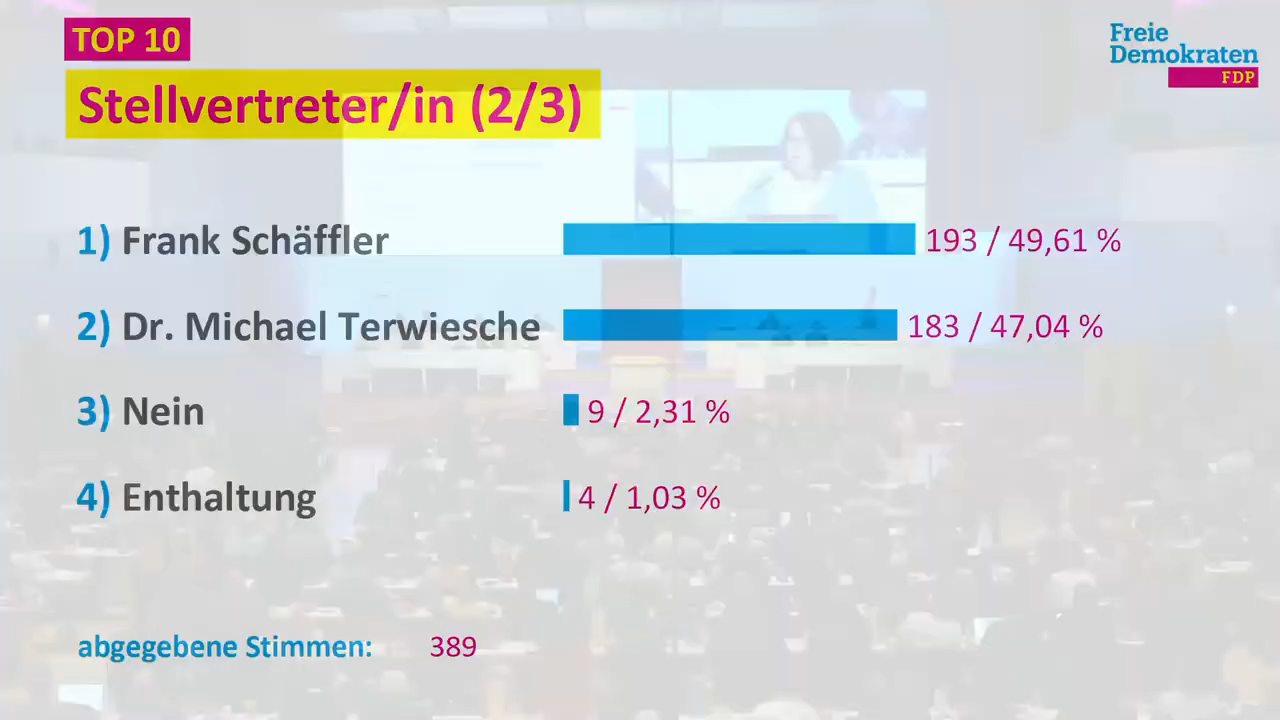 TOP 10
Freie
Demokraten
FDP
Stellvertreter/in (2/3)
1) Frank Schäffler 193 / 49,61 %
2) Dr. Michael Terwiesche 183 / 47,04 %
3) Nein 9 / 2,31 %
4) Enthaltung 4 / 1,03 %
abgegebene Stimmen: 389